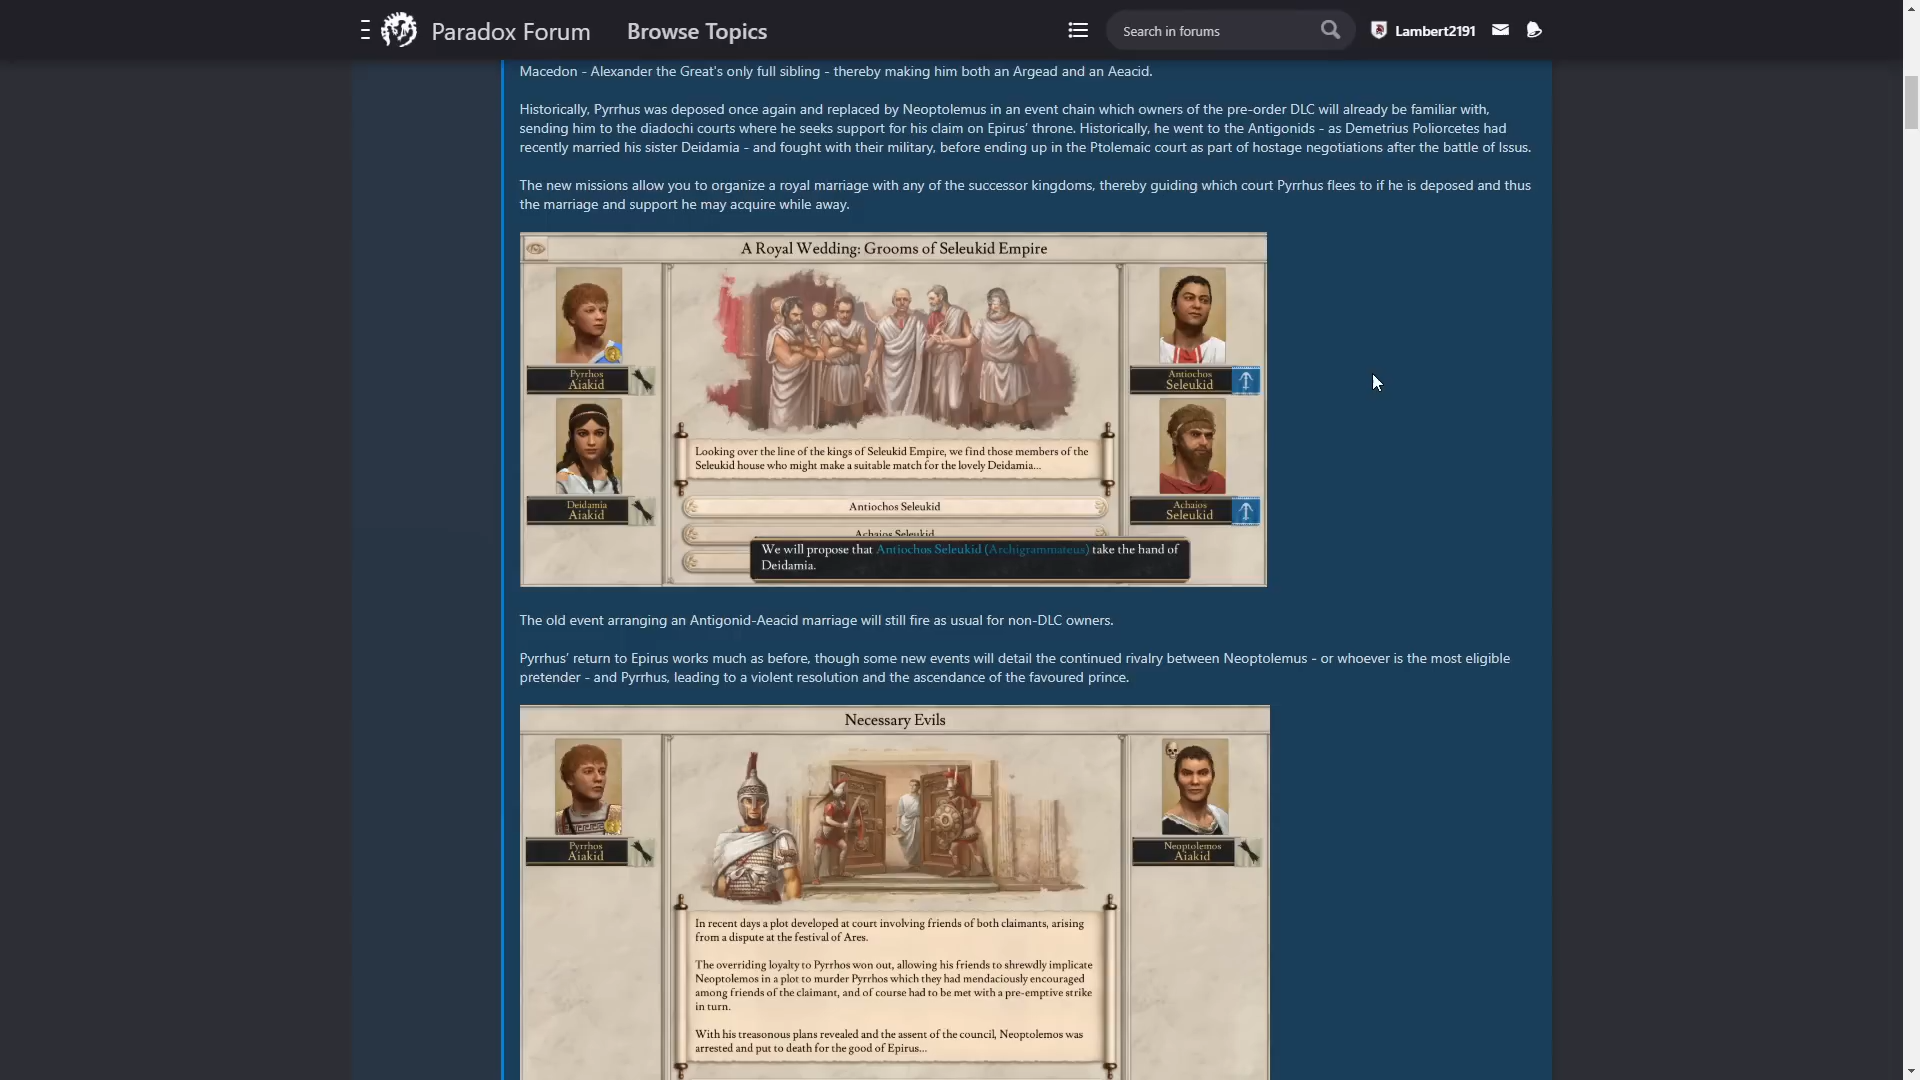 Paradox Forum
Browse Topics
Search in forums
Lambert2191
Macedon - Alexander the Great's only full sibling - thereby making him both an Argead and an Aeacid.
Historically, Pyrrhus was deposed once again and replaced by Neoptolemus in an event chain which owners of the pre-order DLC will already be familiar with,
sending him to the diadochi courts where he seeks support for his claim on Epirus’ throne. Historically, he went to the Antigonids - as Demetrius Poliorcetes had
recently married his sister Deidamia - and fought with their military, before ending up in the Ptolemaic court as part of hostage negotiations after the battle of Issus.
The new missions allow you to organize a royal marriage with any of the successor kingdoms, thereby guiding which court Pyrrhus flees to if he is deposed and thus
the marriage and support he may acquire while away.
A Royal Wedding: Grooms of Seleukid Empire
Pyrrhos
Aiakid
Antiochos
Seleukid
Looking over the line of the kings of Seleukid Empire, we find those members of the
Seleukid house who might make a suitable match for the lovely Deidamia...
Deidamia
Aiakid
Achaios
Seleukid
Antiochos Seleukid
Achaios Seleukid
We will propose that Antiochos Seleukid (Archigrammateus) take the hand of
Deidamia.
The old event arranging an Antigonid-Aeacid marriage will still fire as usual for non-DLC owners.
Pyrrhus’ return to Epirus works much as before, though some new events will detail the continued rivalry between Neoptolemus - or whoever is the most eligible
pretender - and Pyrrhus, leading to a violent resolution and the ascendance of the favoured prince.
Necessary Evils
Pyrrhos
Aiakid
Neoptolemos
Aiakid
In recent days a plot developed at court involving friends of both claimants, arising
from a dispute at the festival of Ares.
The overriding loyalty to Pyrrhos won out, allowing his friends to shrewdly implicate
Neoptolemos in a plot to murder Pyrrhos which they had mendaciously encouraged
among friends of the claimant, and of course had to be met with a pre-emptive strike
in turn.
With his treasonous plans revealed and the assent of the council, Neoptolemos was
arrested and put to death for the good of Epirus...